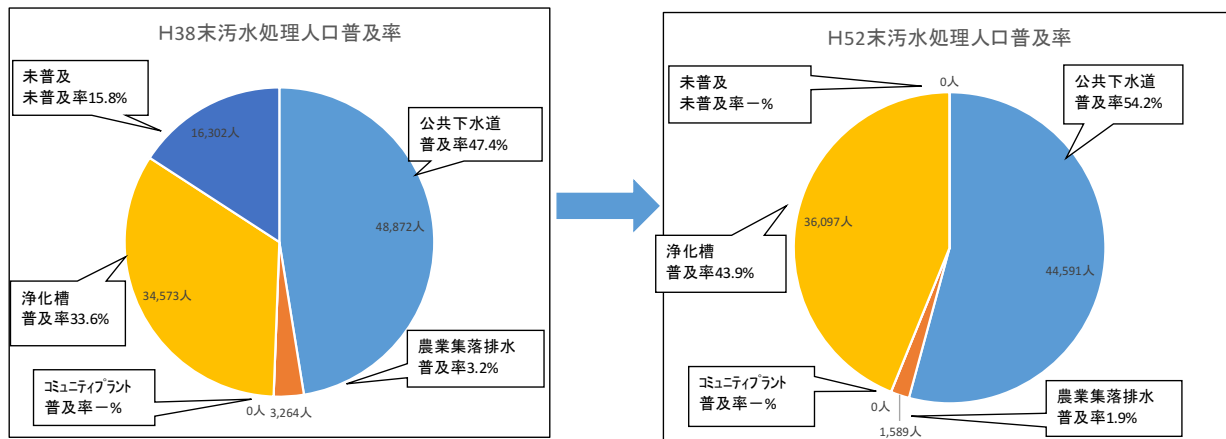 H38末汚水処理人口普及率
未普及
未普及率15.8%
16,302人
公共下水道
普及率47.4%
48,872人
浄化槽
普及率33.6%
34,573人
農業集落排水
普及率3.2%
コミュニティプラント
普及率ー%
0人
3,264人
H52末汚水処理人口普及率
未普及
未普及率ー%
0人
公共下水道
普及率54.2%
36,097人
浄化槽
普及率43.9%
44,591人
コミュニティプラント
普及率ー%
0人
農業集落排水
普及率1.9%
1,589人